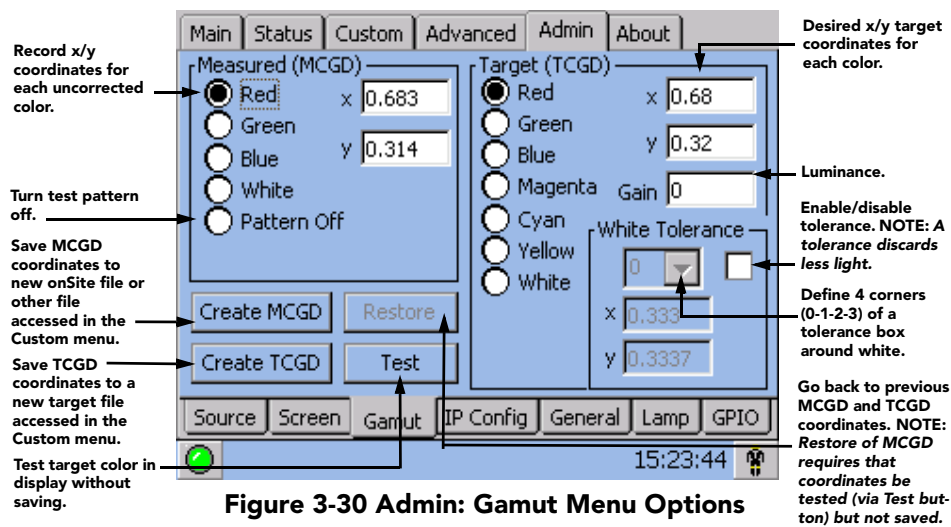 Record x/y
coordinates for
each uncorrected
color.
Turn test pattern
off.
Save MCGD
coordinates to
new onSite file or
other file
accessed in the
Custom menu.
Save TCGD
coordinates to a
new target file
accessed in the
Custom menu.
Test target color in
display without
saving.
Main Status Custom Advanced Admin About
Measured (MCGD)
Red
x 0.683
Green
y 0.314
Blue
White
Pattern Off
Create MCGD Restore
Create TCGD Test
Target (TCGD)
Red
x 0.68
Green
y 0.32
Blue
Magenta
Gain 0
Cyan
Yellow
White
White Tolerance
0
x 0.333
y 0.3337
Source Screen Gamut IP Config General Lamp GPIO
15:23:44
Desired x/y target
coordinates for
each color.
Luminance.
Enable/disable
tolerance. NOTE: A
tolerance discards
less light.
Define 4 corners
(0-1-2-3) of a
tolerance box
around white.
Go back to previous
MCGD and TCGD
coordinates. NOTE:
Restore of MCGD
requires that
coordinates be
tested (via Test but-
ton) but not saved.
Figure 3-30 Admin: Gamut Menu Options